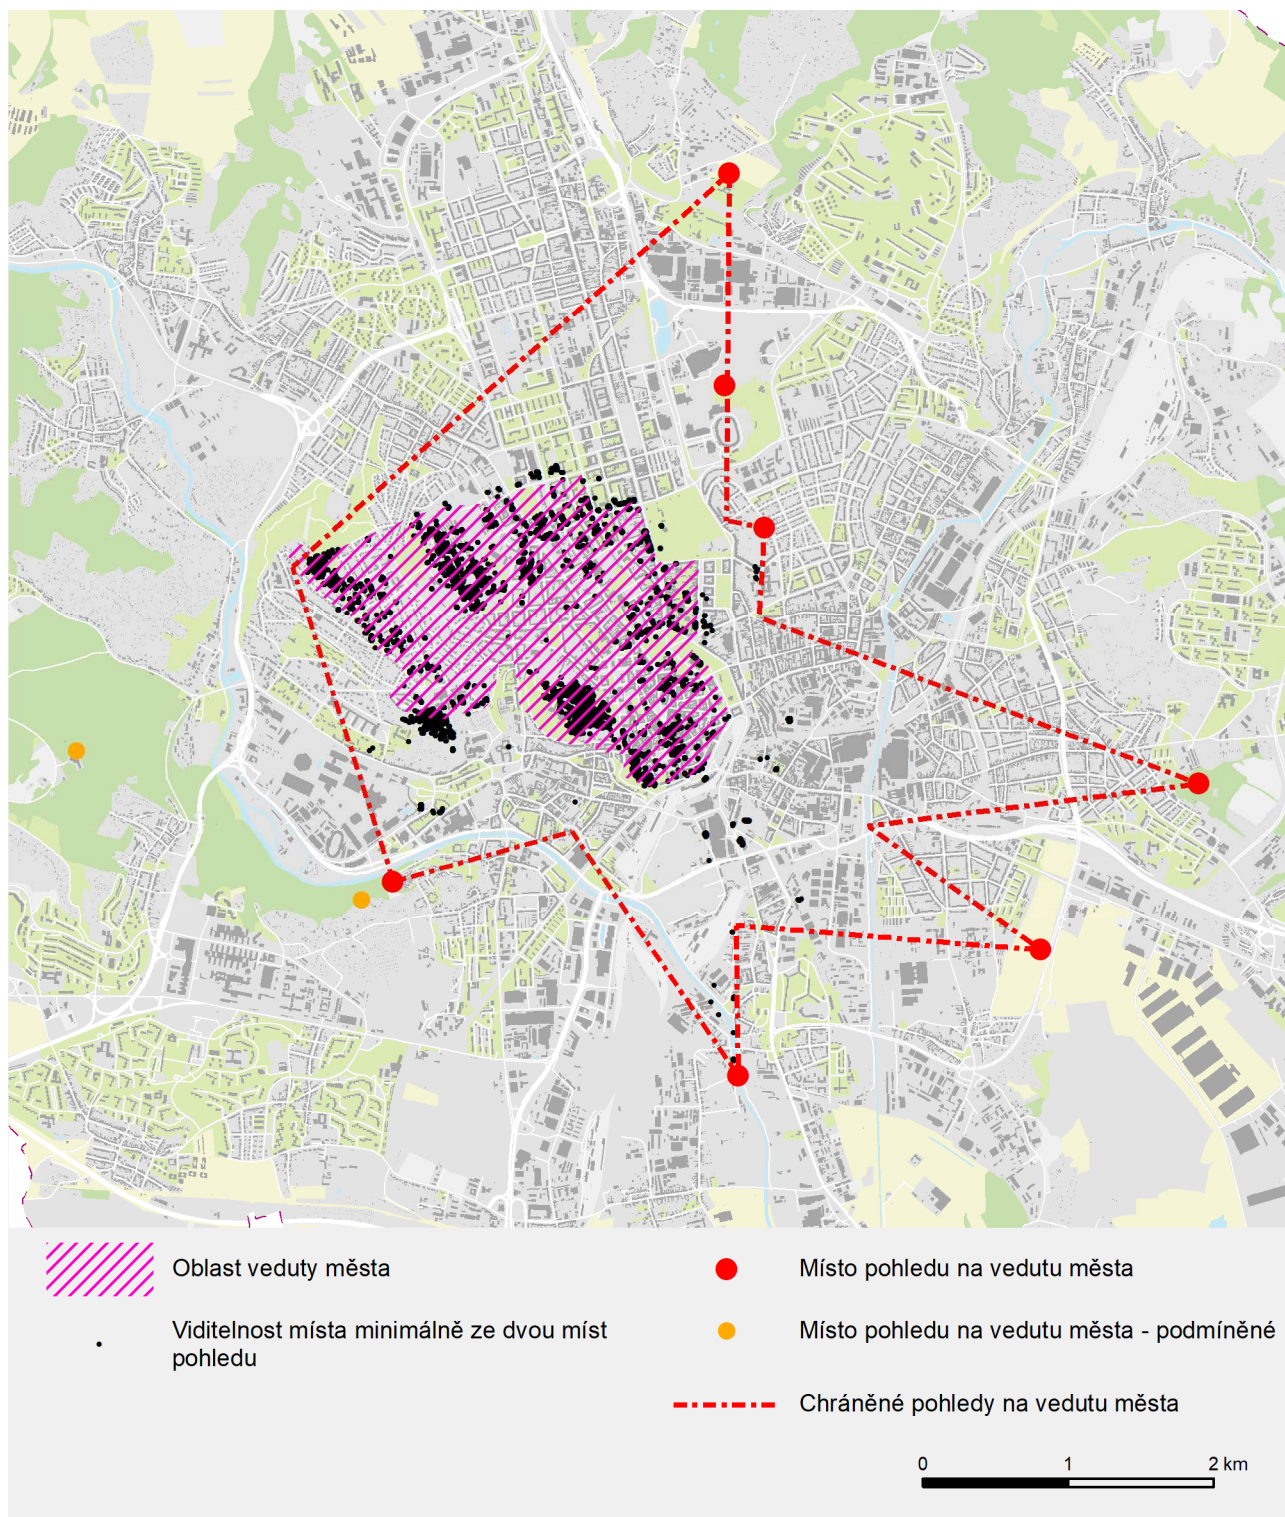 Oblast veduty města
Viditelnost místa minimálně ze dvou míst
pohledu
Místo pohledu na vedutu města
Místo pohledu na vedutu města - podmíněné
Chráněné pohledy na vedutu města
0 1 2 km